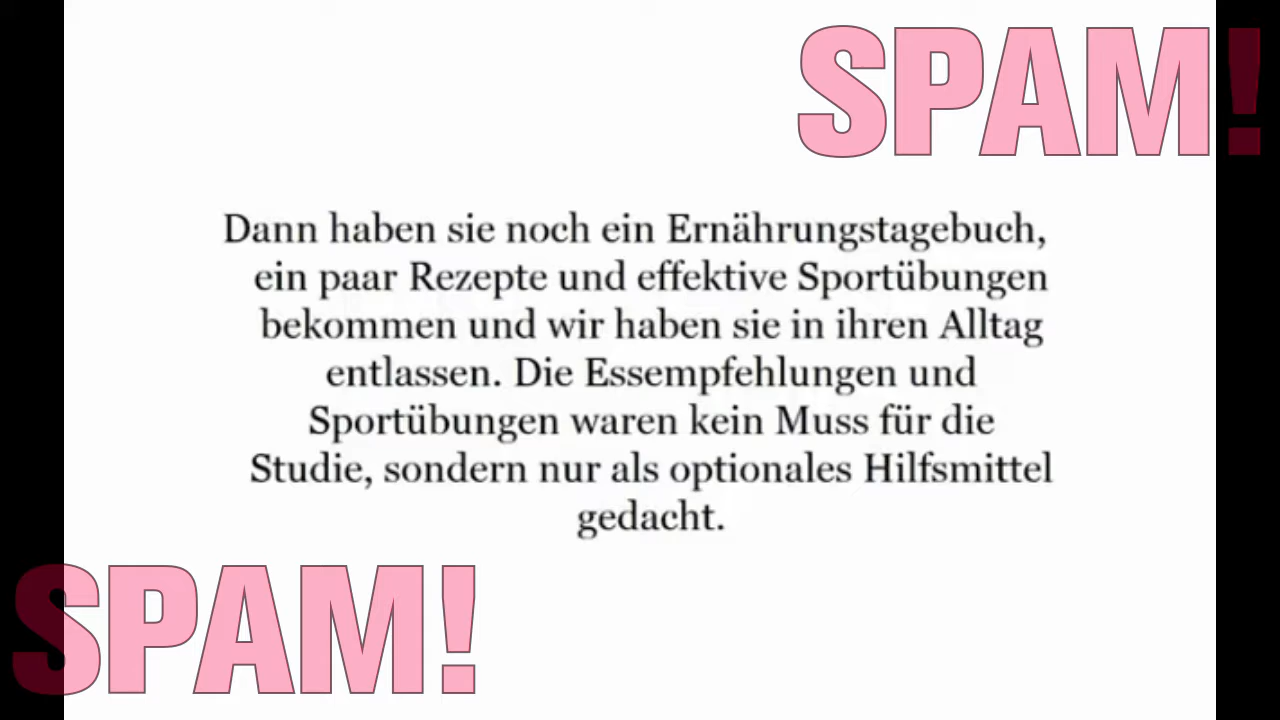 SPAM!
Dann haben sie noch ein Ernährungstagebuch,
ein paar Rezepte und effektive Sportübungen
bekommen und wir haben sie in ihren Alltag
entlassen. Die Essempfehlungen und
Sportübungen waren kein Muss für die
Studie, sondern nur als optionales Hilfsmittel
gedacht.
SPAM!